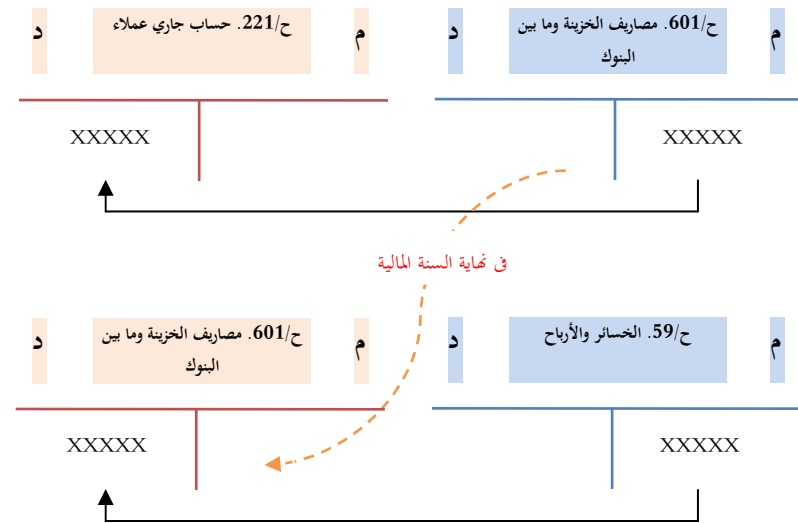 م
ح/601. مصاريف الخزينة وما بين
البنوك
د
م
ح/221. حساب جاري عملاء
د
XXXXX
XXXXX
فى نهاية السنة المالية
م
ح/59. الخسائر والأرباح
د
م
ح/601. مصاريف الخزينة وما بين
البنوك
د
XXXXX
XXXXX